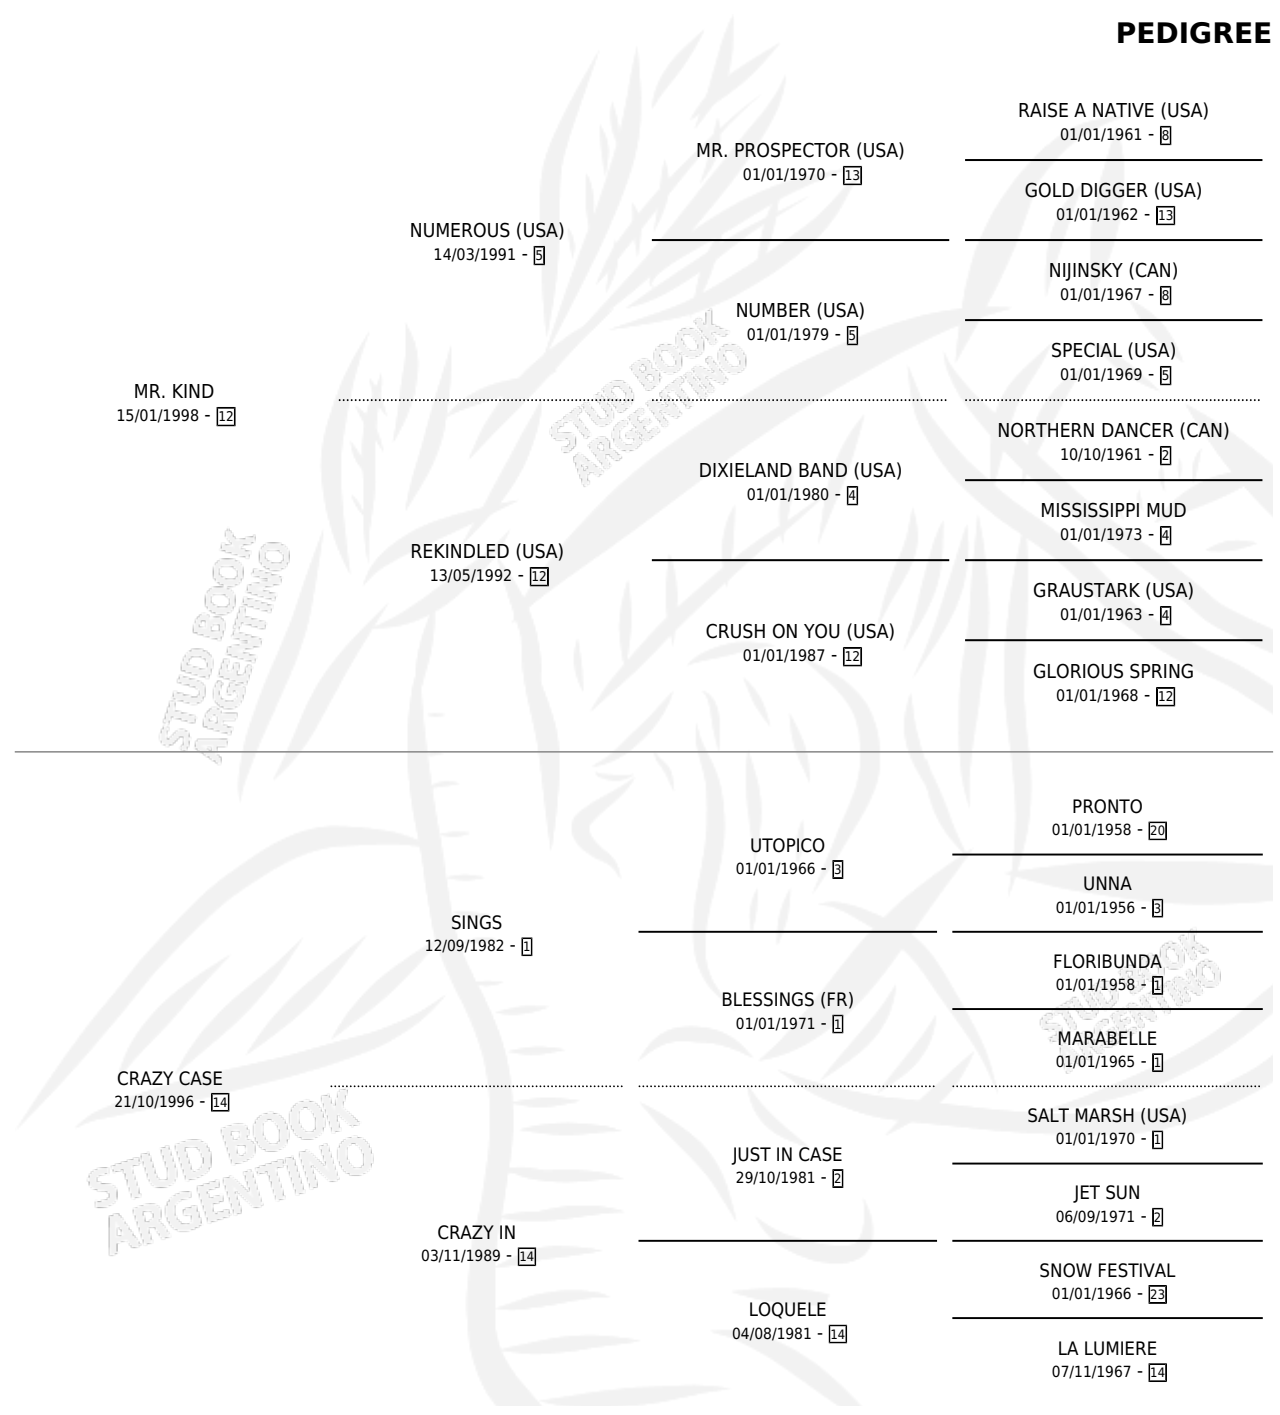 PEDIGREE
RAISE A NATIVE (USA)
01/01/1961 - 8
MR. PROSPECTOR (USA)
01/01/1970 - 13
GOLD DIGGER (USA)
01/01/1962 - 13
NUMEROUS (USA)
14/03/1991 - 5
NIJINSKY (CAN)
01/01/1967 - 8
NUMBER (USA)
01/01/1979 - 5
SPECIAL (USA)
01/01/1969 - 5
MR. KIND
15/01/1998 - 12
NORTHERN DANCER (CAN)
10/10/1961 - 2
DIXIELAND BAND (USA)
01/01/1980 - 4
MISSISSIPPI MUD
01/01/1973 - 4
REKINDLED (USA)
13/05/1992 - 12
GRAUSTARK (USA)
01/01/1963 - 4
CRUSH ON YOU (USA)
01/01/1987 - 12
GLORIOUS SPRING
01/01/1968 - 12
STUD BOOK
ARGENTINO
STUD BOOK
ARGENTINO
PRONTO
01/01/1958 - 20
UTOPICO
01/01/1966 - 3
UNNA
01/01/1956 - 3
SINGS
12/09/1982 - 1
FLORIBUNDA
01/01/1958 - 1
BLESSINGS (FR)
01/01/1971 - 1
MARABELLE
01/01/1965 - 1
CRAZY CASE
21/10/1996 - 14
SALT MARSH (USA)
01/01/1970 - 1
JUST IN CASE
29/10/1981 - 2
JET SUN
06/09/1971 - 2
CRAZY IN
03/11/1989 - 14
SNOW FESTIVAL
01/01/1966 - 23
LOQUELE
04/08/1981 - 14
LA LUMIERE
07/11/1967 - 14
STUD BOOK
ARGENTINO
STUD BOOK
ARGENTINO